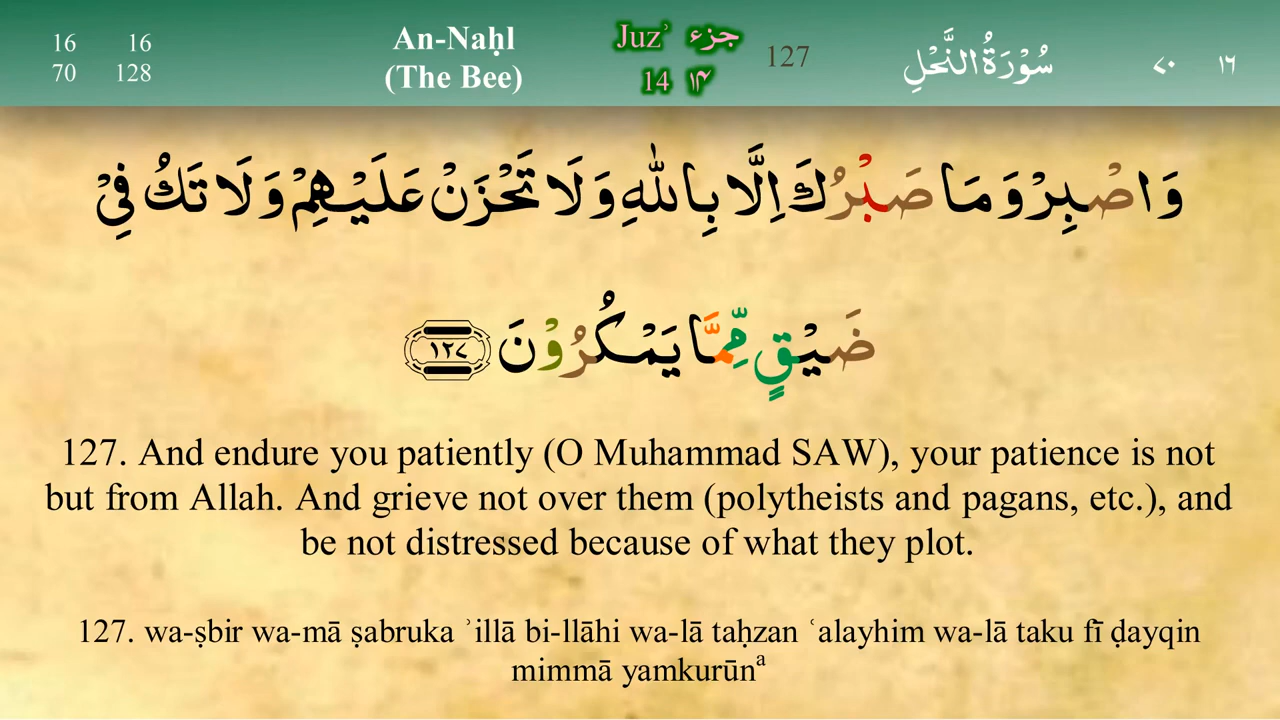 16 16
70 128
An-Naḥl
(The Bee)
Juzʾ جزء
14 ١٤
127
سُوْرَةُ النَّحْلِ
٧٠ ١٦
وَاصْبِرْ وَمَا صَبْرُكَ اِلَّا بِاللّٰهِ وَلَا تَحْزَنْ عَلَيْهِمْ وَلَا تَكُ فِيْ
ضَيْقٍ مِّمَّا يَمْكُرُوْنَ ١٢٧
127. And endure you patiently (O Muhammad SAW), your patience is not
but from Allah. And grieve not over them (polytheists and pagans, etc.), and
be not distressed because of what they plot.
127. wa-ṣbir wa-mā ṣabruka ʾillā bi-llāhi wa-lā taḥzan ʿalayhim wa-lā taku fī ḍayqin
mimmā yamkurūnᵃ